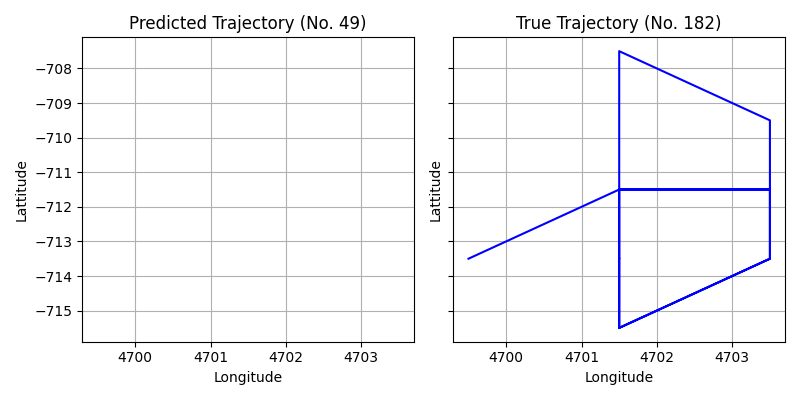 Predicted Trajectory (No. 49)
True Trajectory (No. 182)
Lattitude
−708
−709
−710
−711
−712
−713
−714
−715
4700
4701
4702
4703
Longitude
Lattitude
4700
4701
4702
4703
Longitude